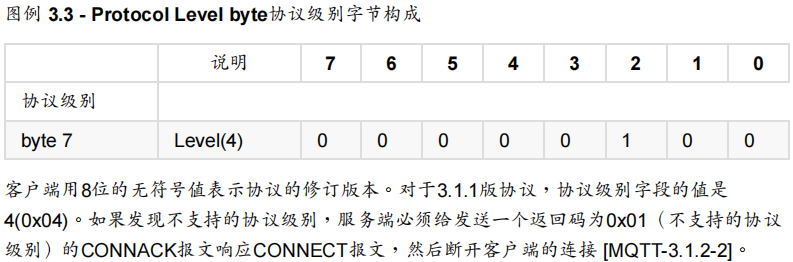 图例 3.3 - Protocol Level byte协议级别字节构成
说明 7 6 5 4 3 2 1 0
协议级别
byte 7 Level(4) 0 0 0 0 0 1 0 0
客户端用8位的无符号值表示协议的修订版本。对于3.1.1版协议，协议级别字段的值是
4(0x04)。如果发现不支持的协议级别，服务端必须给发送一个返回码为0x01（不支持的协议
级别）的CONNACK报文响应CONNECT报文，然后断开客户端的连接 [MQTT-3.1.2-2]。